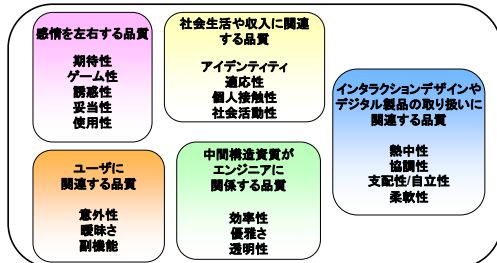 感情を左右する品質
期待性
ゲーム性
誘惑性
妥当性
使用性
社会生活や収入に関連
する品質
アイデンティティ
適応性
個人接触性
社会活動性
インタラクションデザインや
デジタル製品の取り扱いに
関連する品質
熱中性
協調性
支配性/自立性
柔軟性
ユーザに
関連する品質
意外性
曖昧さ
副機能
中間構造資質が
エンジニアに
関係する品質
効率性
優雅さ
透明性